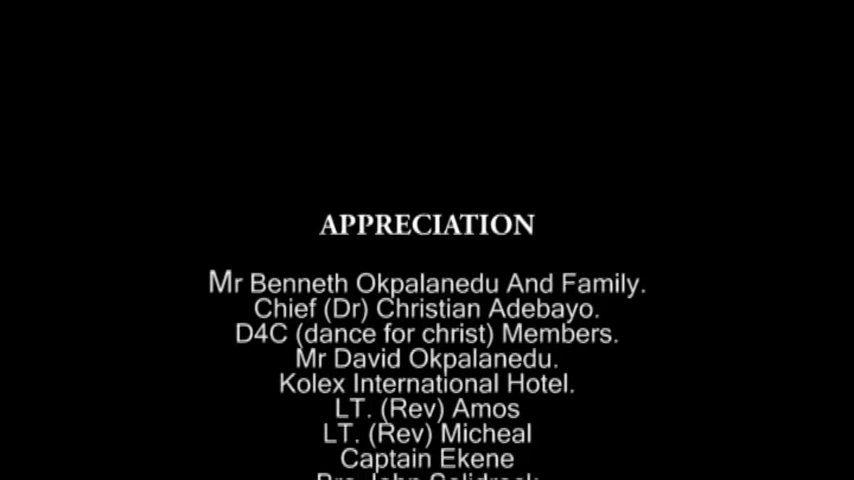 APPRECIATION
Mr Benneth Okpalanedu And Family.
Chief (Dr) Christian Adebayo.
D4C (dance for christ) Members.
Mr David Okpalanedu.
Kolex International Hotel.
LT. (Rev) Amos
LT. (Rev) Micheal
Captain Ekene
John